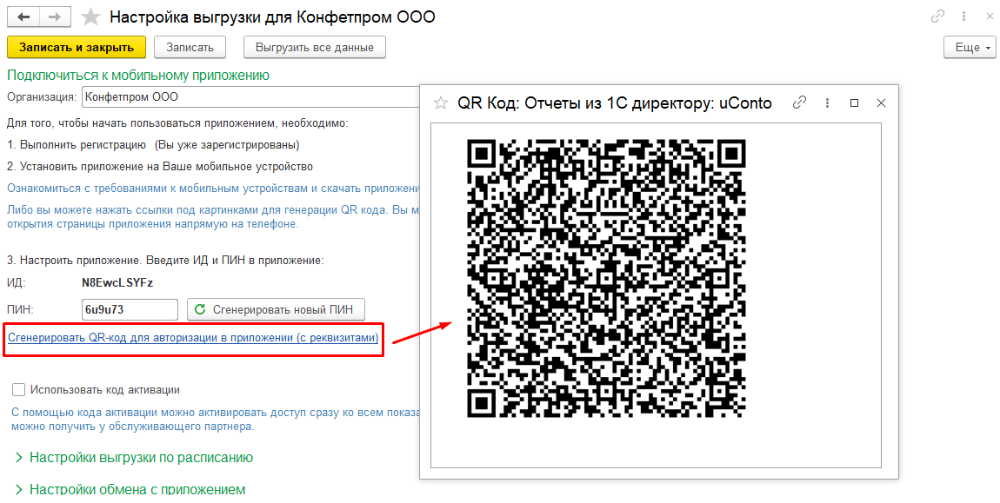 Настройка выгрузки для Конфетпром ООО
Записать и закрыть
Записать
Выгрузить все данные
Еще
Подключиться к мобильному приложению
Организация:
Конфетпром ООО
Для того, чтобы начать пользоваться приложением, необходимо:
1. Выполнить регистрацию (Вы уже зарегистрированы)
2. Установить приложение на Ваше мобильное устройство
Ознакомиться с требованиями к мобильным устройствам и скачать приложени
Либо вы можете нажать ссылки под картинками для генерации QR кода. Вы м
открытия страницы приложения напрямую на телефоне.
3. Настроить приложение. Введите ИД и ПИН в приложение:
ИД: N8EwcLSYFz
ПИН: 6u9u73
Сгенерировать новый ПИН
Сгенерировать QR-код для авторизации в приложении (с реквизитами)
Использовать код активации
С помощью кода активации можно активировать доступ сразу ко всем показа
можно получить у обслуживающего партнера.
Настройки выгрузки по расписанию
Настройки обмена с приложением
QR Код: Отчеты из 1С директору: uConto